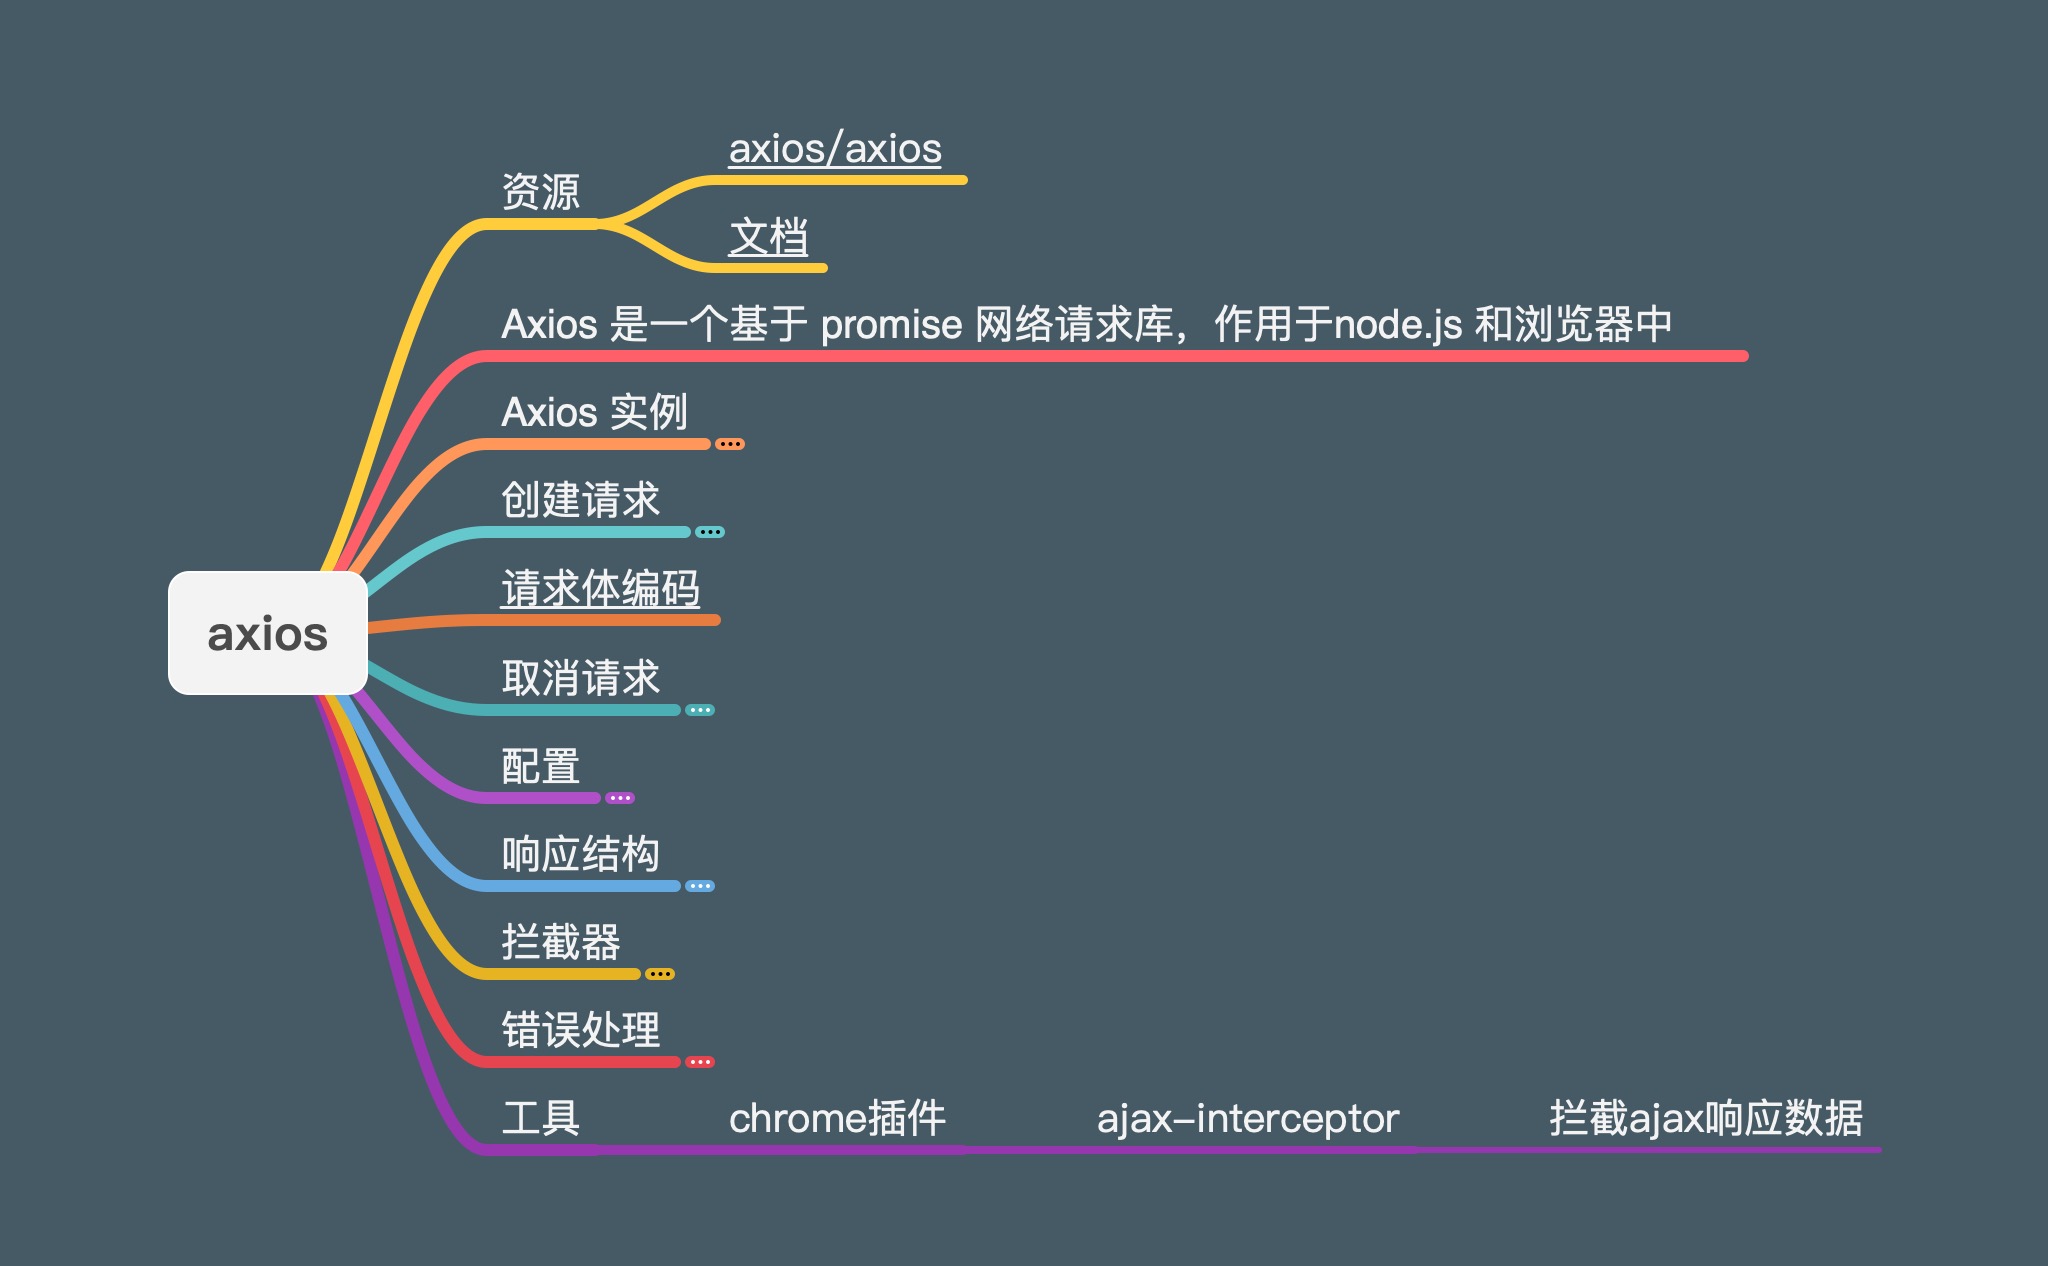 axios/axios
资源
文档
Axios 是一个基于 promise 网络请求库，作用于node.js 和浏览器中
Axios 实例
创建请求
请求体编码
axios
取消请求
配置
响应结构
拦截器
错误处理
工具 chrome插件 ajax-interceptor 拦截ajax响应数据